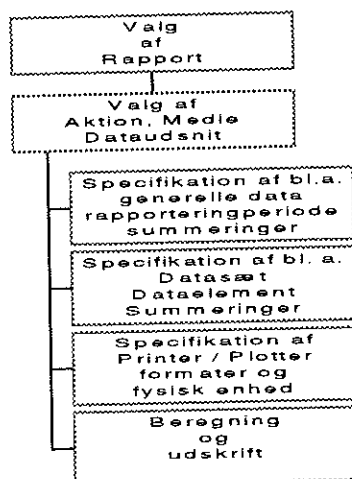 Valg
af
Rapport
Valg af
Aktion, Medie
Dataudsnit
Specifikation af bl.a.
generelle data
rapporteringperiode
summeringer
Specifikation af bl. a.
Datasæt
Dataelement
Summeringer
Specifikation af
Printer / Plotter
formater og
fysisk enhed
Beregning
og
udskrift